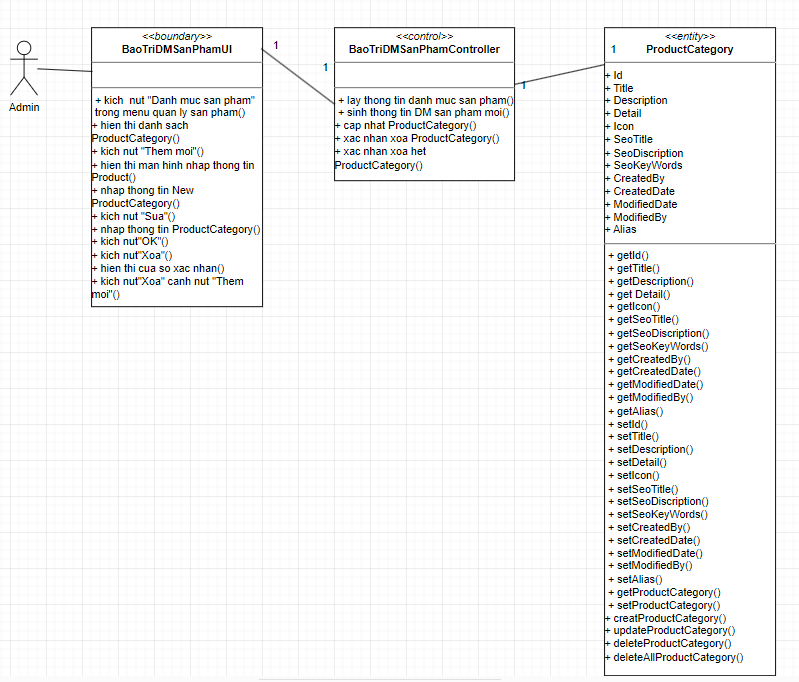 Admin
<<boundary>>
BaoTriDMSanPhamUI
+ kich nut "Danh muc san pham"
trong menu quan ly san pham()
+ hien thi danh sach
ProductCategory()
+ kich nut "Them moi"()
+ hien thi man hinh nhap thong tin
Product()
+ nhap thong tin New
ProductCategory()
+ kich nut "Sua"()
+ nhap thong tin ProductCategory()
+ kich nut"OK"()
+ kich nut"Xoa"()
+ hien thi cua so xac nhan()
+ kich nut"Xoa" canh nut "Them
moi"()
1
1
<<control>>
BaoTriDMSanPhamController
+ lay thong tin danh muc san pham()
+ sinh thong tin DM san pham moi()
+ cap nhat ProductCategory()
+ xac nhan xoa ProductCategory()
+ xac nhan xoa het
ProductCategory()
1
1
<<entity>>
ProductCategory
+ Id
+ Title
+ Description
+ Detail
+ Icon
+ SeoTitle
+ SeoDiscription
+ SeoKeyWords
+ CreatedBy
+ CreatedDate
+ ModifiedDate
+ ModifiedBy
+ Alias
+ getId()
+ getTitle()
+ getDescription()
+ get Detail()
+ getIcon()
+ getSeoTitle()
+ getSeoDiscription()
+ getSeoKeyWords()
+ getCreatedBy()
+ getCreatedDate()
+ getModifiedDate()
+ getModifiedBy()
+ getAlias()
+ setId()
+ setTitle()
+ setDescription()
+ setDetail()
+ setIcon()
+ setSeoTitle()
+ setSeoDiscription()
+ setSeoKeyWords()
+ setCreatedBy()
+ setCreatedDate()
+ setModifiedDate()
+ setModifiedBy()
+ setAlias()
+ getProductCategory()
+ setProductCategory()
+ creatProductCategory()
+ updateProductCategory()
+ deleteProductCategory()
+ deleteAllProductCategory()